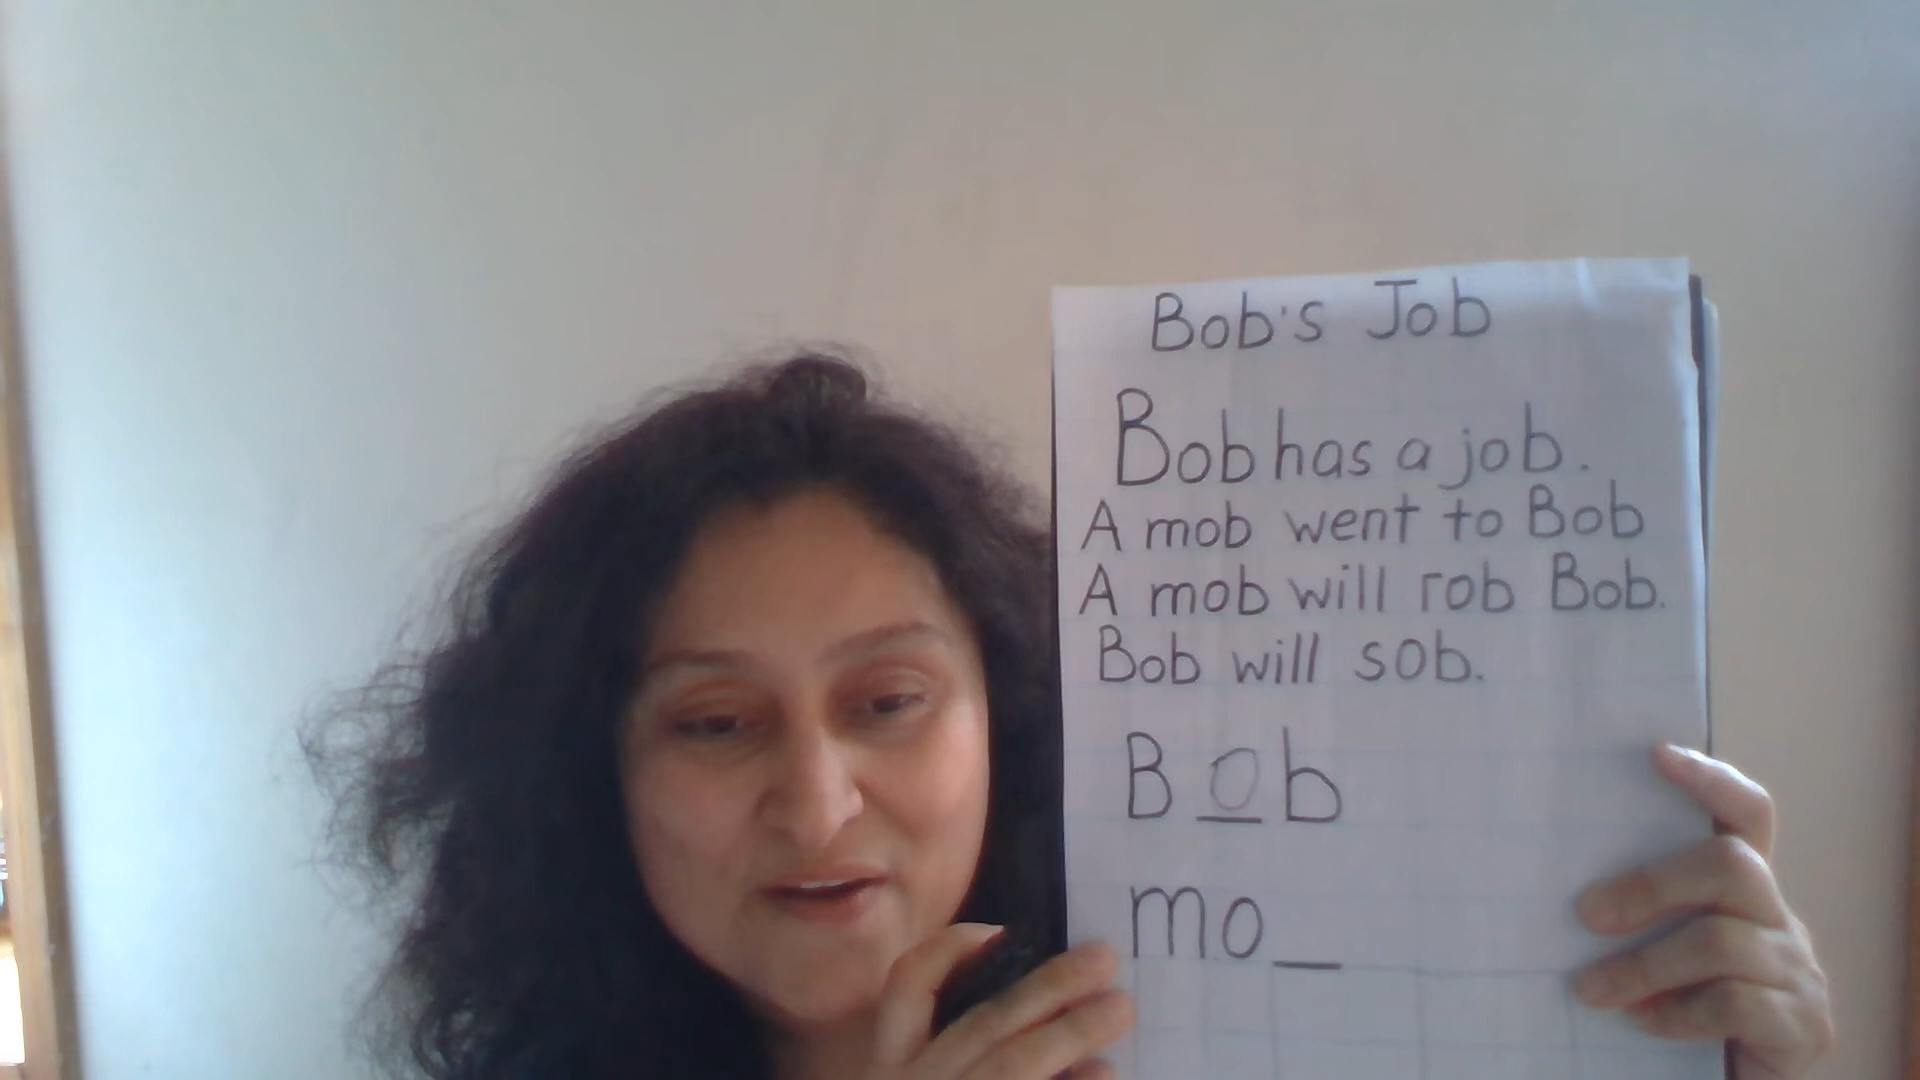 Bob's Job
Bob has a job.
A mob went to Bob
A mob will rob Bob.
Bob will sob.
B o b
mo_